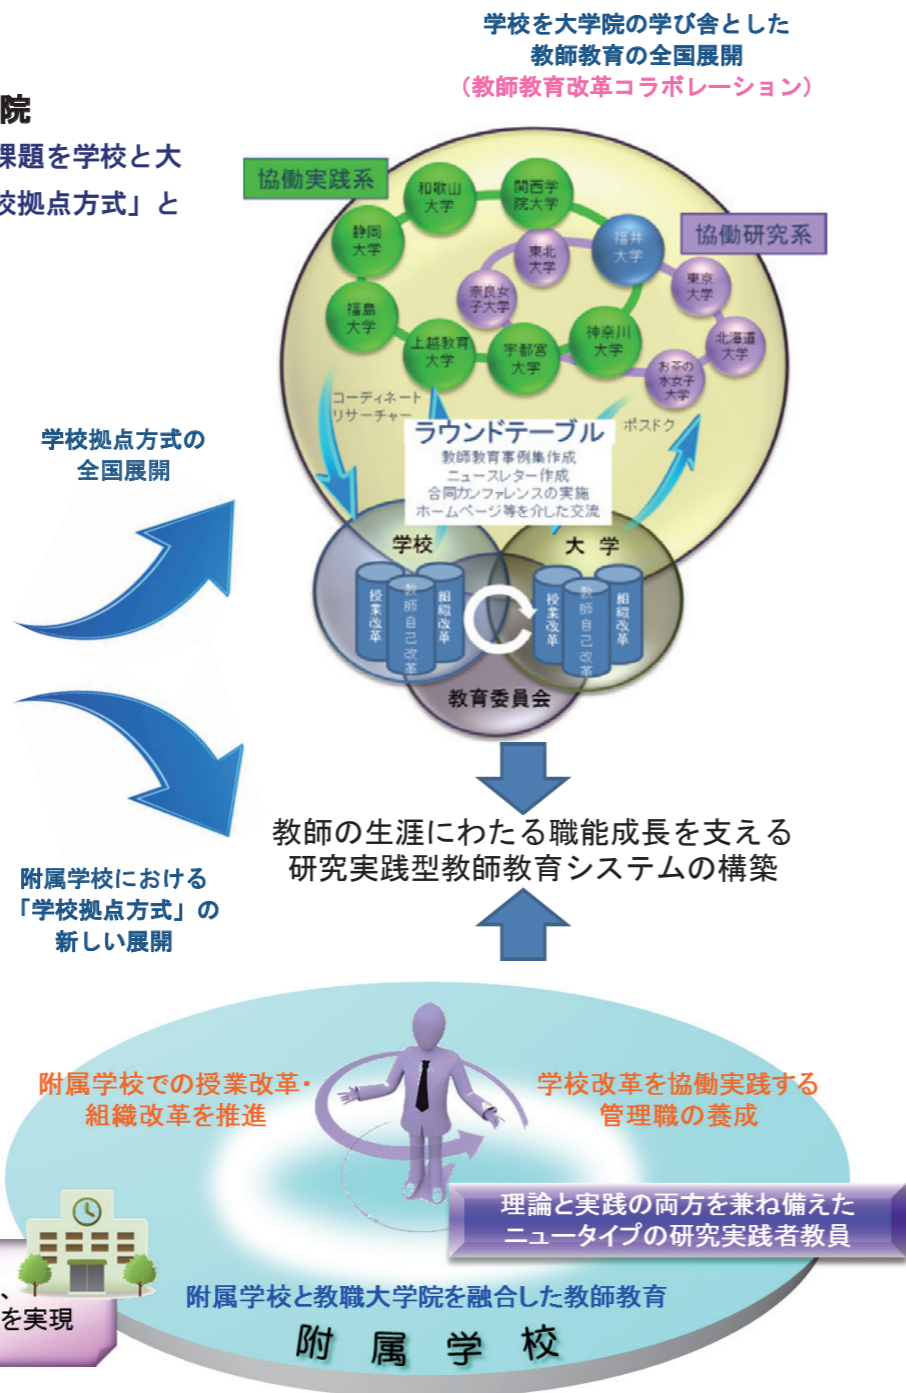 学校を大学院の学び舎とした
教師教育の全国展開
（教師教育改革コラボレーション）
院
課題を学校と大
校拠点方式」と
協働実践系
和歌山
大学
関西学
院大学
静岡
大学
福井
大学
協働研究系
東北
大学
東京
大学
奈良女
子大学
福島
大学
上越教育
大学
宇都宮
大学
神奈川
大学
北海道
大学
お茶の
水女子
大学
コーディネート
リサーチャー
ポスドク
ラウンドテーブル
教師教育事例集作成
ニュースレター作成
合同カンファレンスの実施
ホームページ等を介した交流
学校拠点方式の
全国展開
学校
大 学
授業改革
教師自己改革
組織改革
授業改革
教師自己改革
組織改革
教育委員会
教師の生涯にわたる職能成長を支える
研究実践型教師教育システムの構築
附属学校における
「学校拠点方式」の
新しい展開
附属学校での授業改革・
組織改革を推進
学校改革を協働実践する
管理職の養成
理論と実践の両方を兼ね備えた
ニュータイプの研究実践者教員
、
を実現
附属学校と教職大学院を融合した教師教育
附 属 学 校